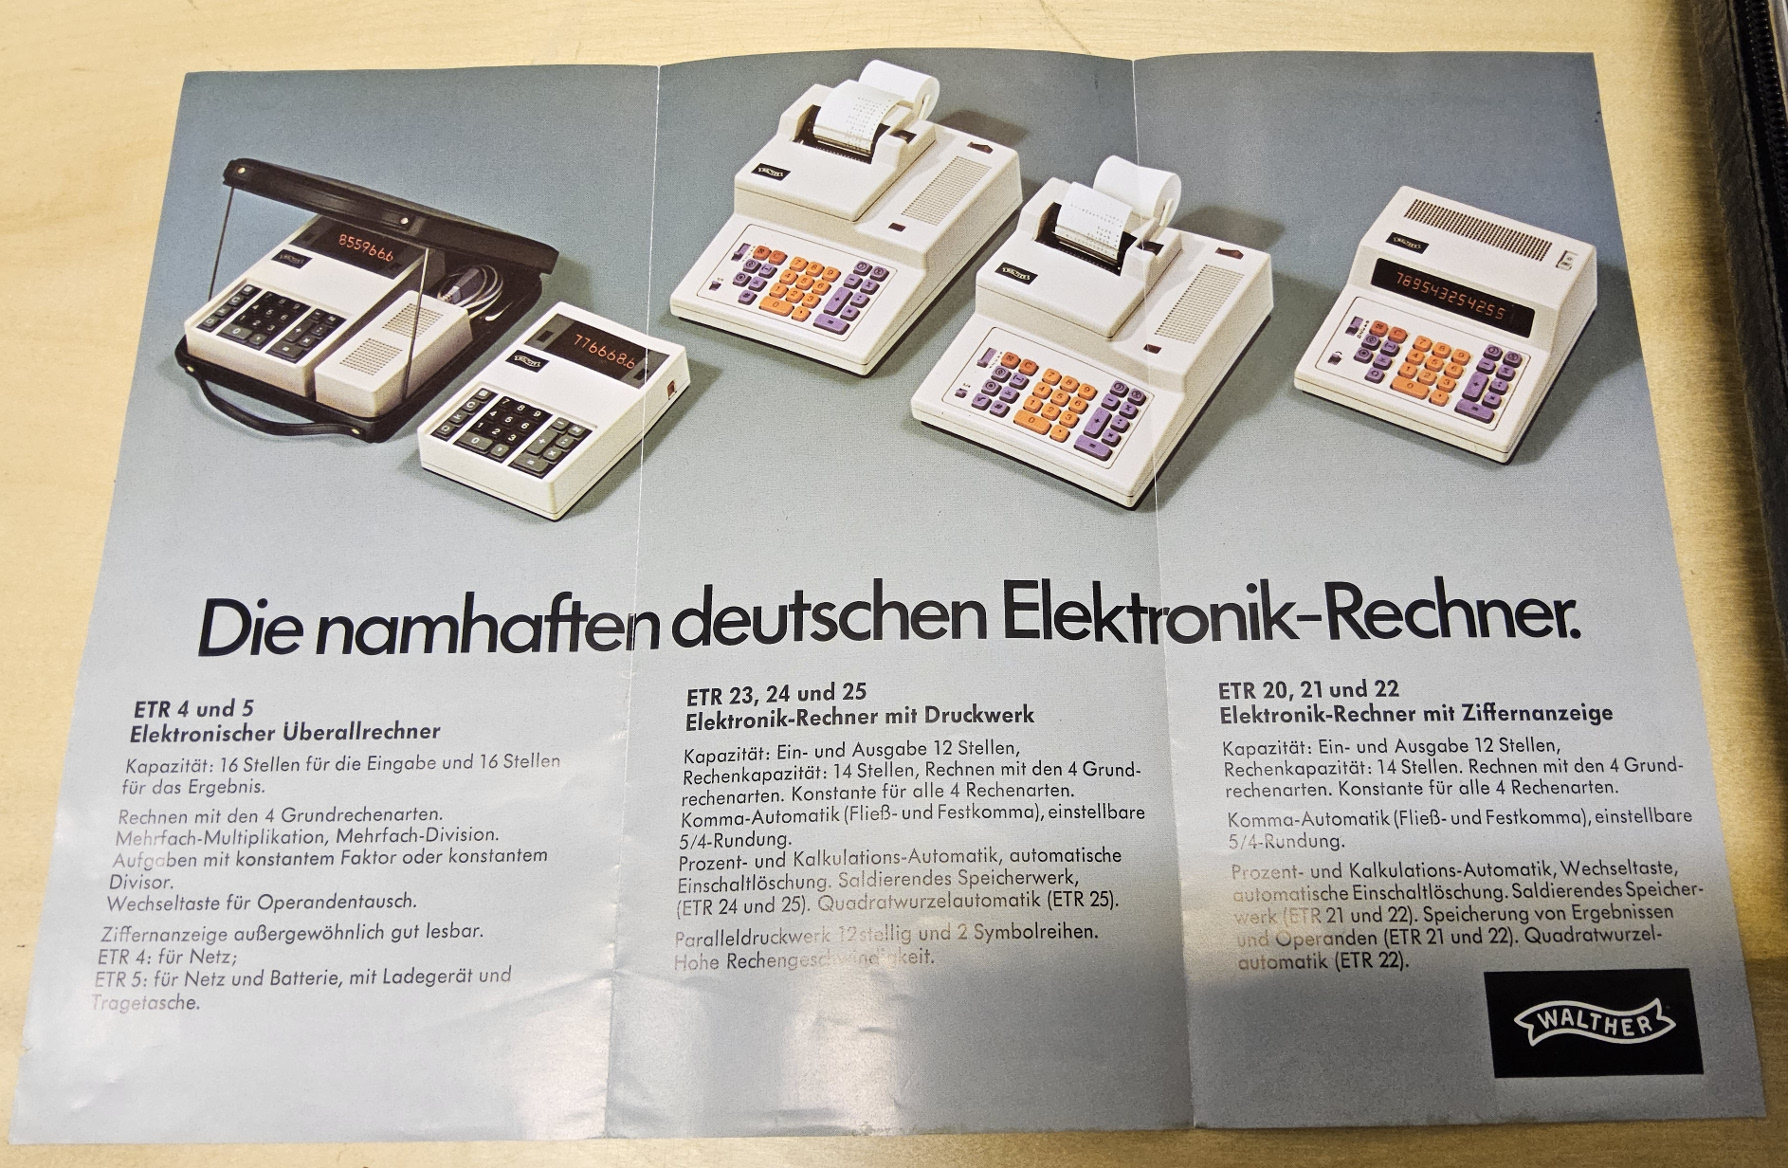 WALTHER
8559666
WALTHER
776668.6
WALTHER
WALTHER
WALTHER
789543254255
Die namhaften deutschen Elektronik-Rechner.
ETR 4 und 5
Elektronischer Überallrechner
Kapazität: 16 Stellen für die Eingabe und 16 Stellen
für das Ergebnis.
Rechnen mit den 4 Grundrechenarten.
Mehrfach-Multiplikation, Mehrfach-Division.
Aufgaben mit konstantem Faktor oder konstantem
Divisor.
Wechseltaste für Operandentausch.
Ziffernanzeige außergewöhnlich gut lesbar.
ETR 4: für Netz;
ETR 5: für Netz und Batterie, mit Ladegerät und
Tragetasche.
ETR 23, 24 und 25
Elektronik-Rechner mit Druckwerk
Kapazität: Ein- und Ausgabe 12 Stellen,
Rechenkapazität: 14 Stellen, Rechnen mit den 4 Grund-
rechenarten. Konstante für alle 4 Rechenarten.
Komma-Automatik (Fließ- und Festkomma), einstellbare
5/4-Rundung.
Prozent- und Kalkulations-Automatik, automatische
Einschaltlöschung. Saldierendes Speicherwerk,
(ETR 24 und 25). Quadratwurzelautomatik (ETR 25).
Paralleldruckwerk 12stellig und 2 Symbolreihen.
Hohe Rechengeschwindigkeit.
ETR 20, 21 und 22
Elektronik-Rechner mit Ziffernanzeige
Kapazität: Ein- und Ausgabe 12 Stellen,
Rechenkapazität: 14 Stellen. Rechnen mit den 4 Grund-
rechenarten. Konstante für alle 4 Rechenarten.
Komma-Automatik (Fließ- und Festkomma), einstellbare
5/4-Rundung.
Prozent- und Kalkulations-Automatik, Wechseltaste,
automatische Einschaltlöschung. Saldierendes Speicher-
werk (ETR 21 und 22). Speicherung von Ergebnissen
und Operanden (ETR 21 und 22). Quadratwurzel-
automatik (ETR 22).
WALTHER